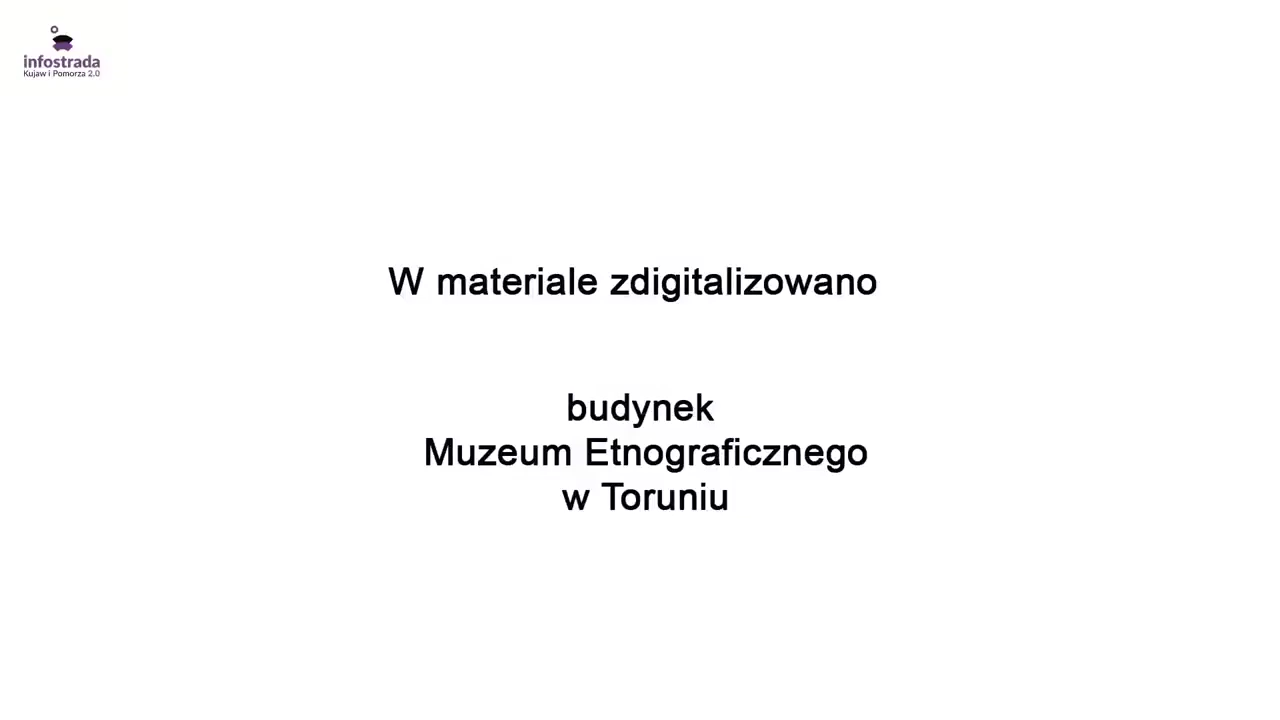 infostrada
Kujaw i Pomorza 2.0
W materiale zdigitalizowano
budynek
Muzeum Etnograficznego
w Toruniu